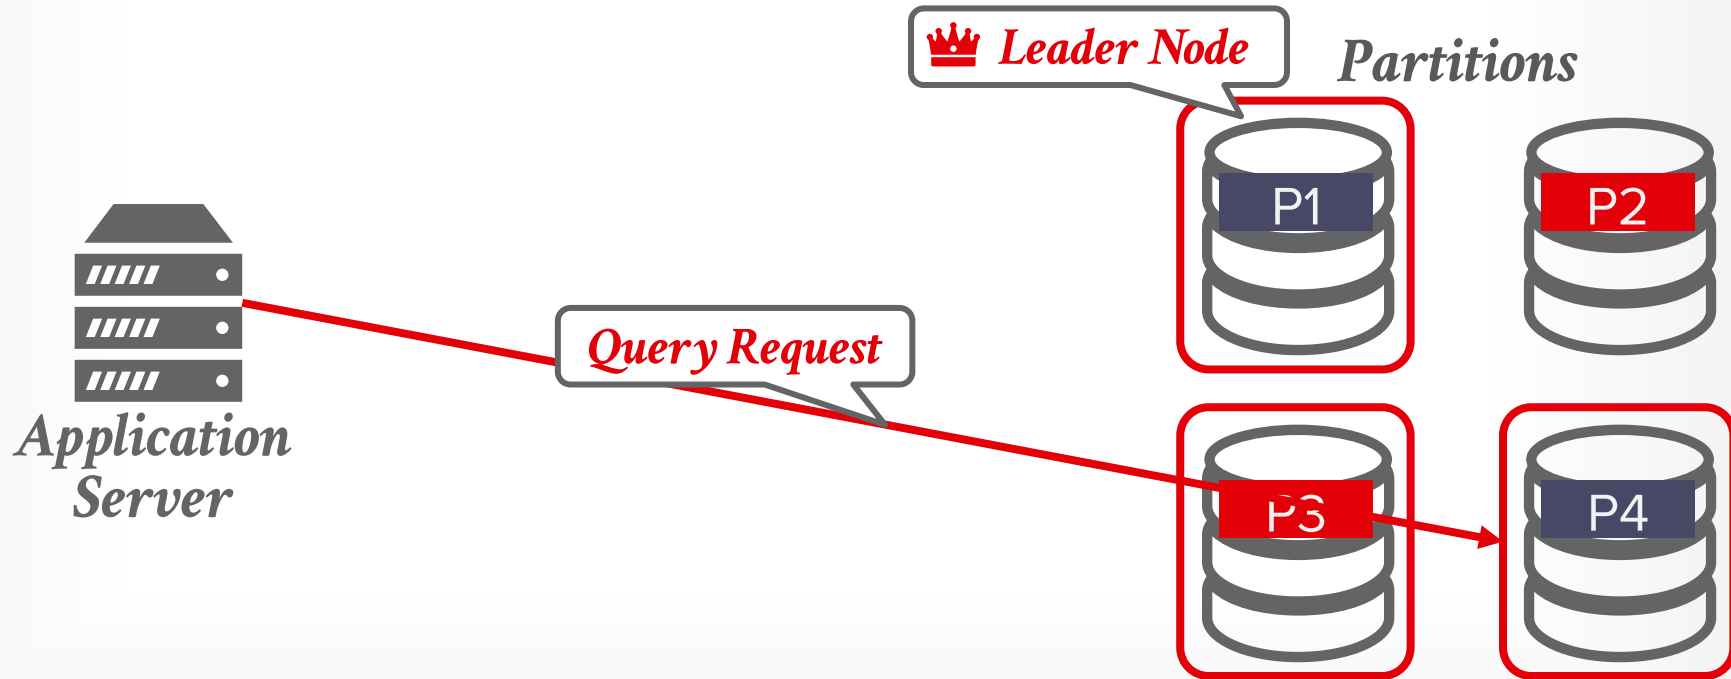 Leader Node
Partitions
P1
P2
Query Request
Application
Server
P3
P4